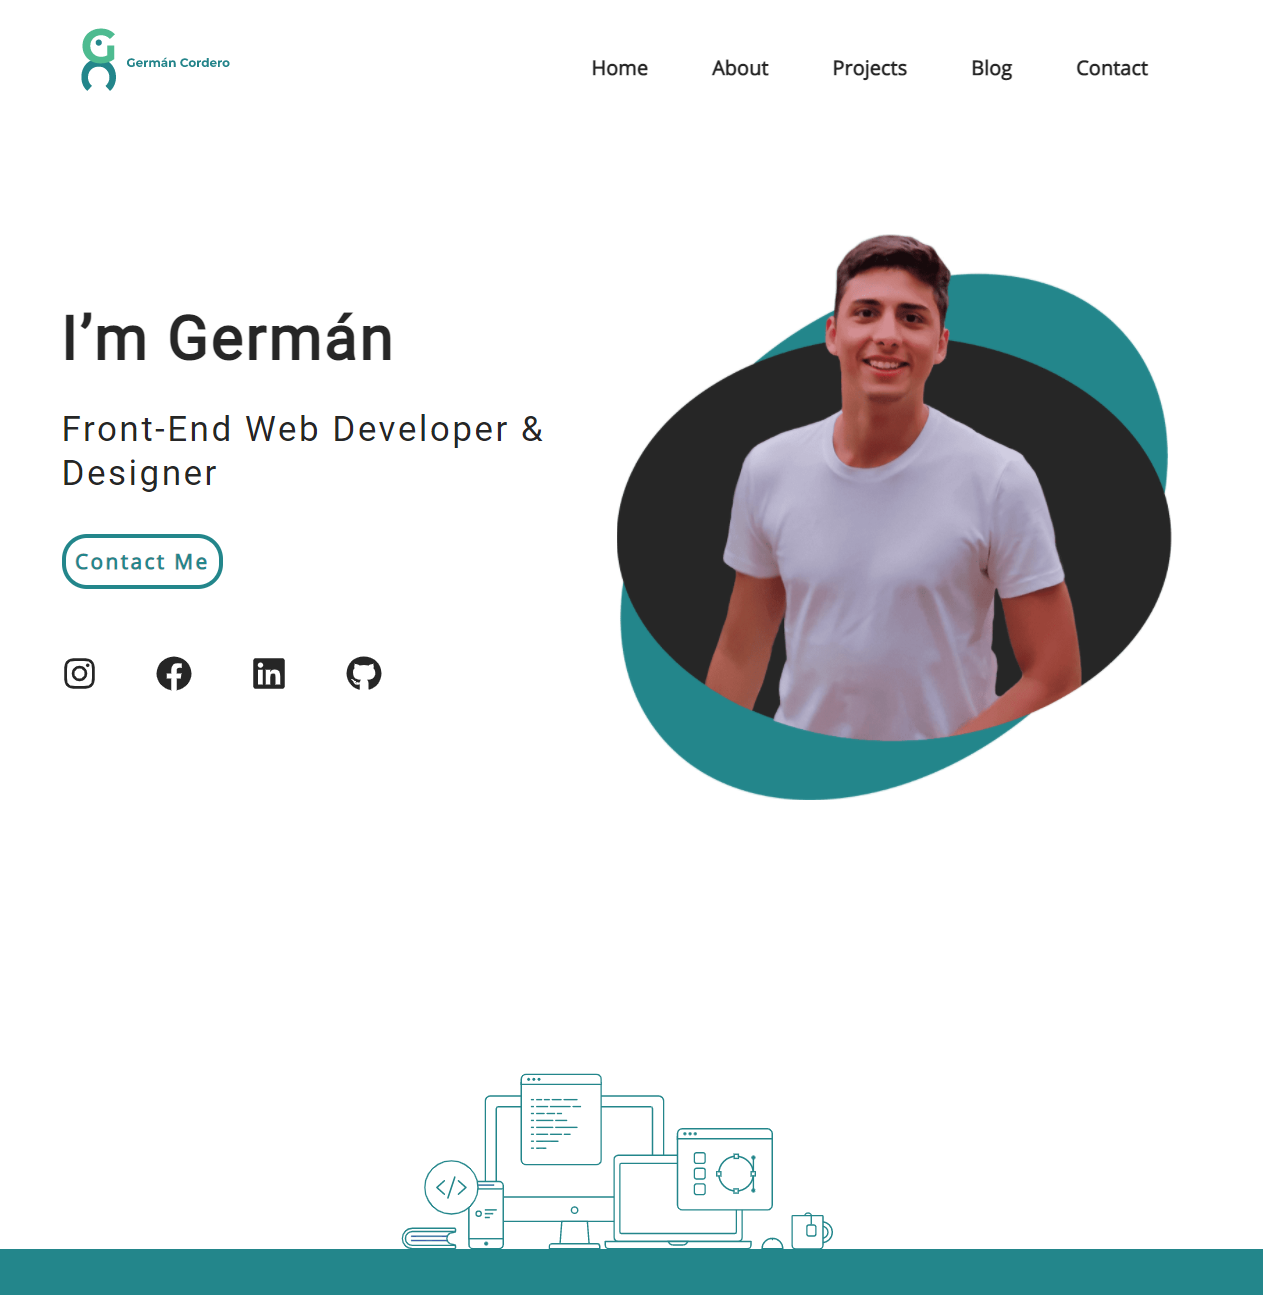 Germán Cordero
Home About Projects Blog Contact
I’m Germán
Front-End Web Developer &
Designer
Contact Me